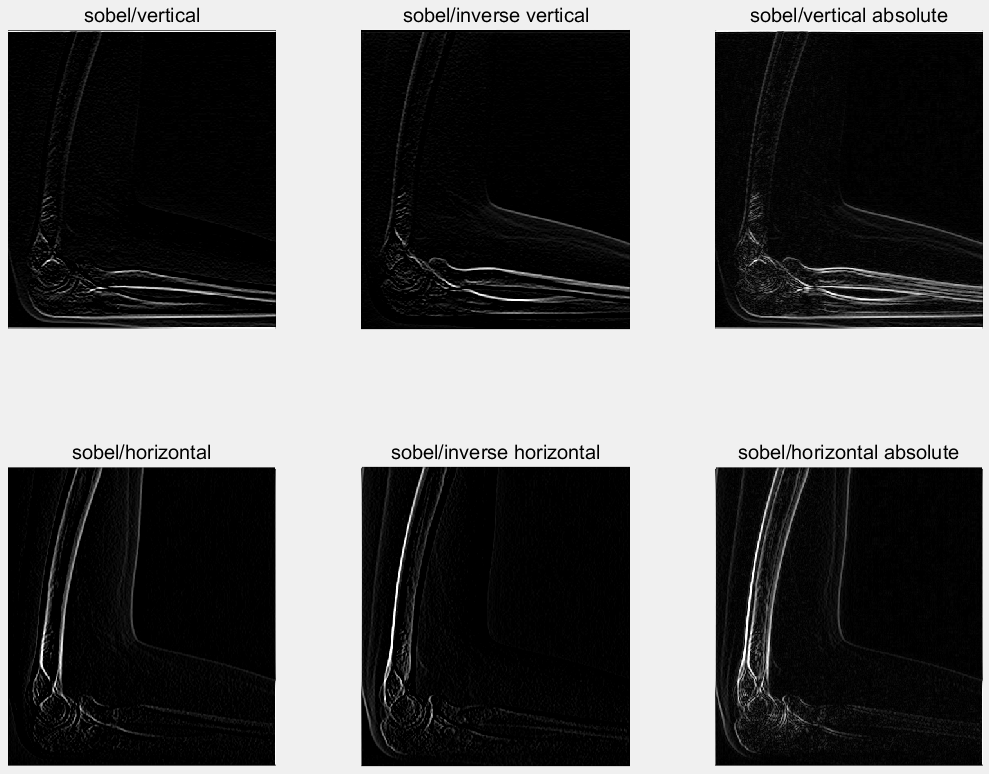 sobel/vertical
sobel/inverse vertical
sobel/vertical absolute
sobel/horizontal
sobel/inverse horizontal
sobel/horizontal absolute